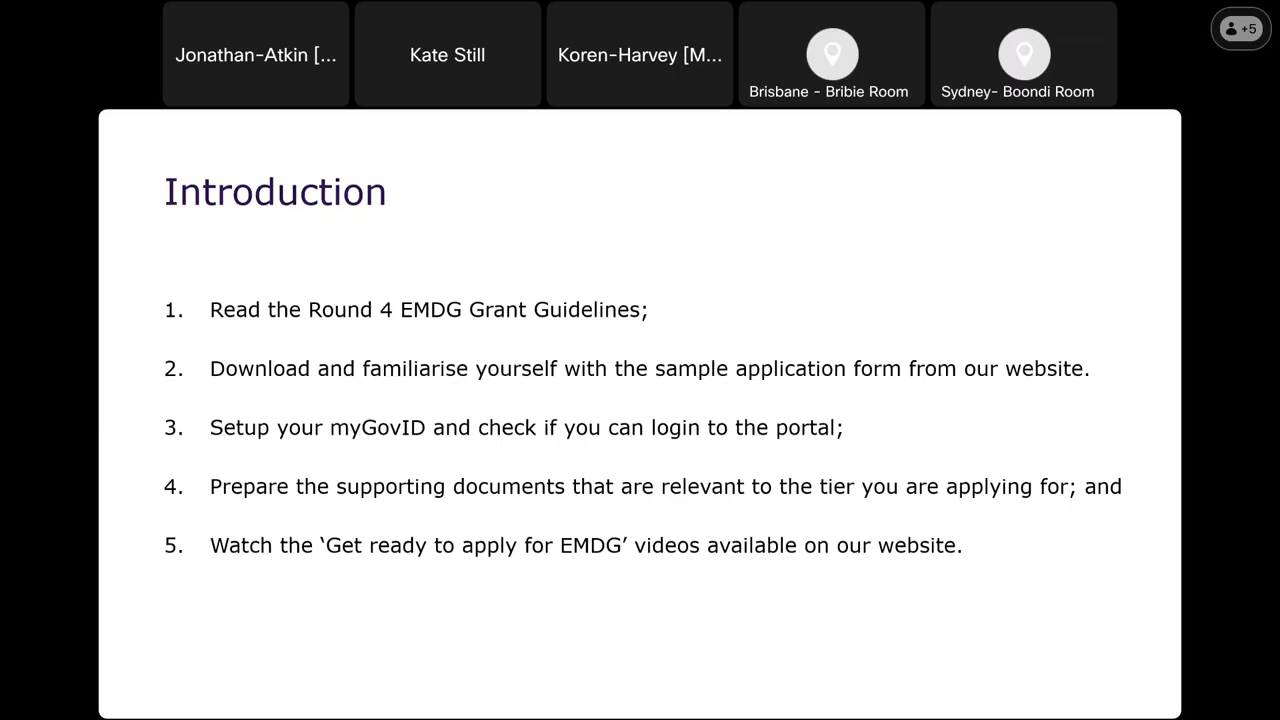 Jonathan-Atkin [...
Kate Still
Koren-Harvey [M...
Brisbane - Bribie Room
Sydney- Boondi Room
+5
Introduction
1. Read the Round 4 EMDG Grant Guidelines;
2. Download and familiarise yourself with the sample application form from our website.
3. Setup your myGovID and check if you can login to the portal;
4. Prepare the supporting documents that are relevant to the tier you are applying for; and
5. Watch the ‘Get ready to apply for EMDG’ videos available on our website.